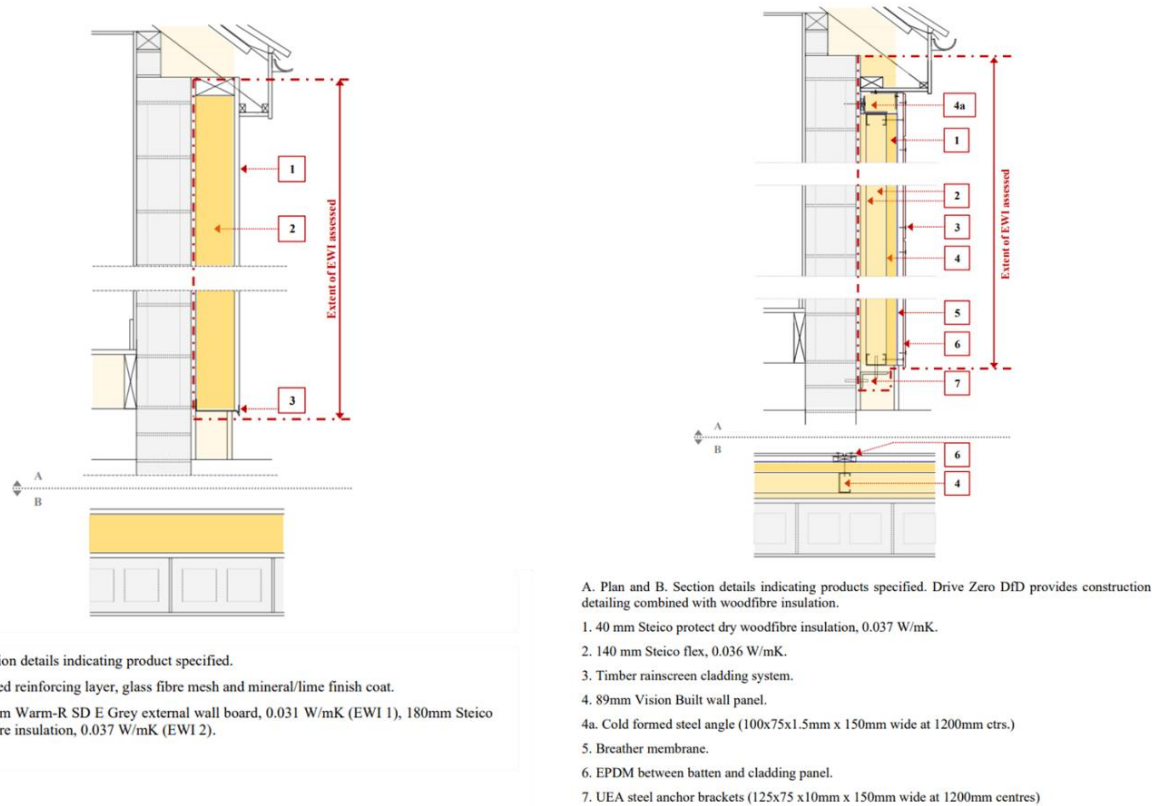 1
2
Extent of EWI assessed
3
A
B
4a
1
2
3
4
Extent of EWI assessed
5
6
7
A
B
6
4
ion details indicating product specified.
ed reinforcing layer, glass fibre mesh and mineral/lime finish coat.
m Warm-R SD E Grey external wall board, 0.031 W/mK (EWI 1), 180mm Steico
re insulation, 0.037 W/mK (EWI 2).
A. Plan and B. Section details indicating products specified. Drive Zero DfD provides construction
detailing combined with woodfibre insulation.
1. 40 mm Steico protect dry woodfibre insulation, 0.037 W/mK.
2. 140 mm Steico flex, 0.036 W/mK.
3. Timber rainscreen cladding system.
4. 89mm Vision Built wall panel.
4a. Cold formed steel angle (100x75x1.5mm x 150mm wide at 1200mm ctrs.)
5. Breather membrane.
6. EPDM between batten and cladding panel.
7. UEA steel anchor brackets (125x75 x10mm x 150mm wide at 1200mm centres)